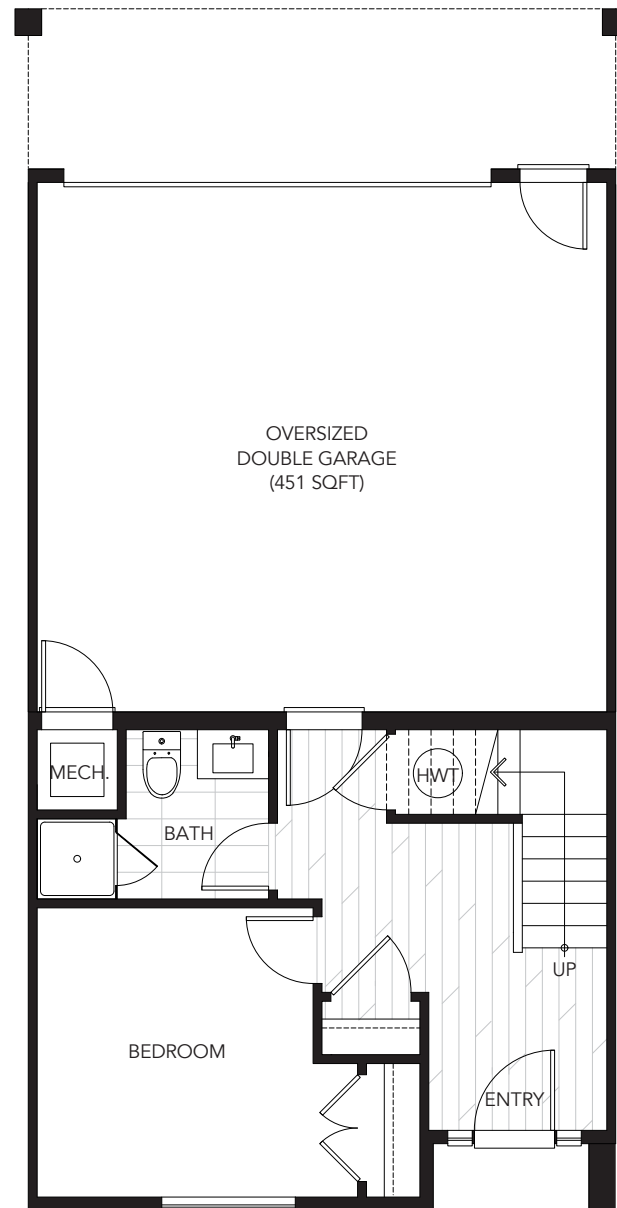 OVERSIZED
DOUBLE GARAGE
(451 SQFT)
MECH.
HWT
BATH
UP
BEDROOM
ENTRY